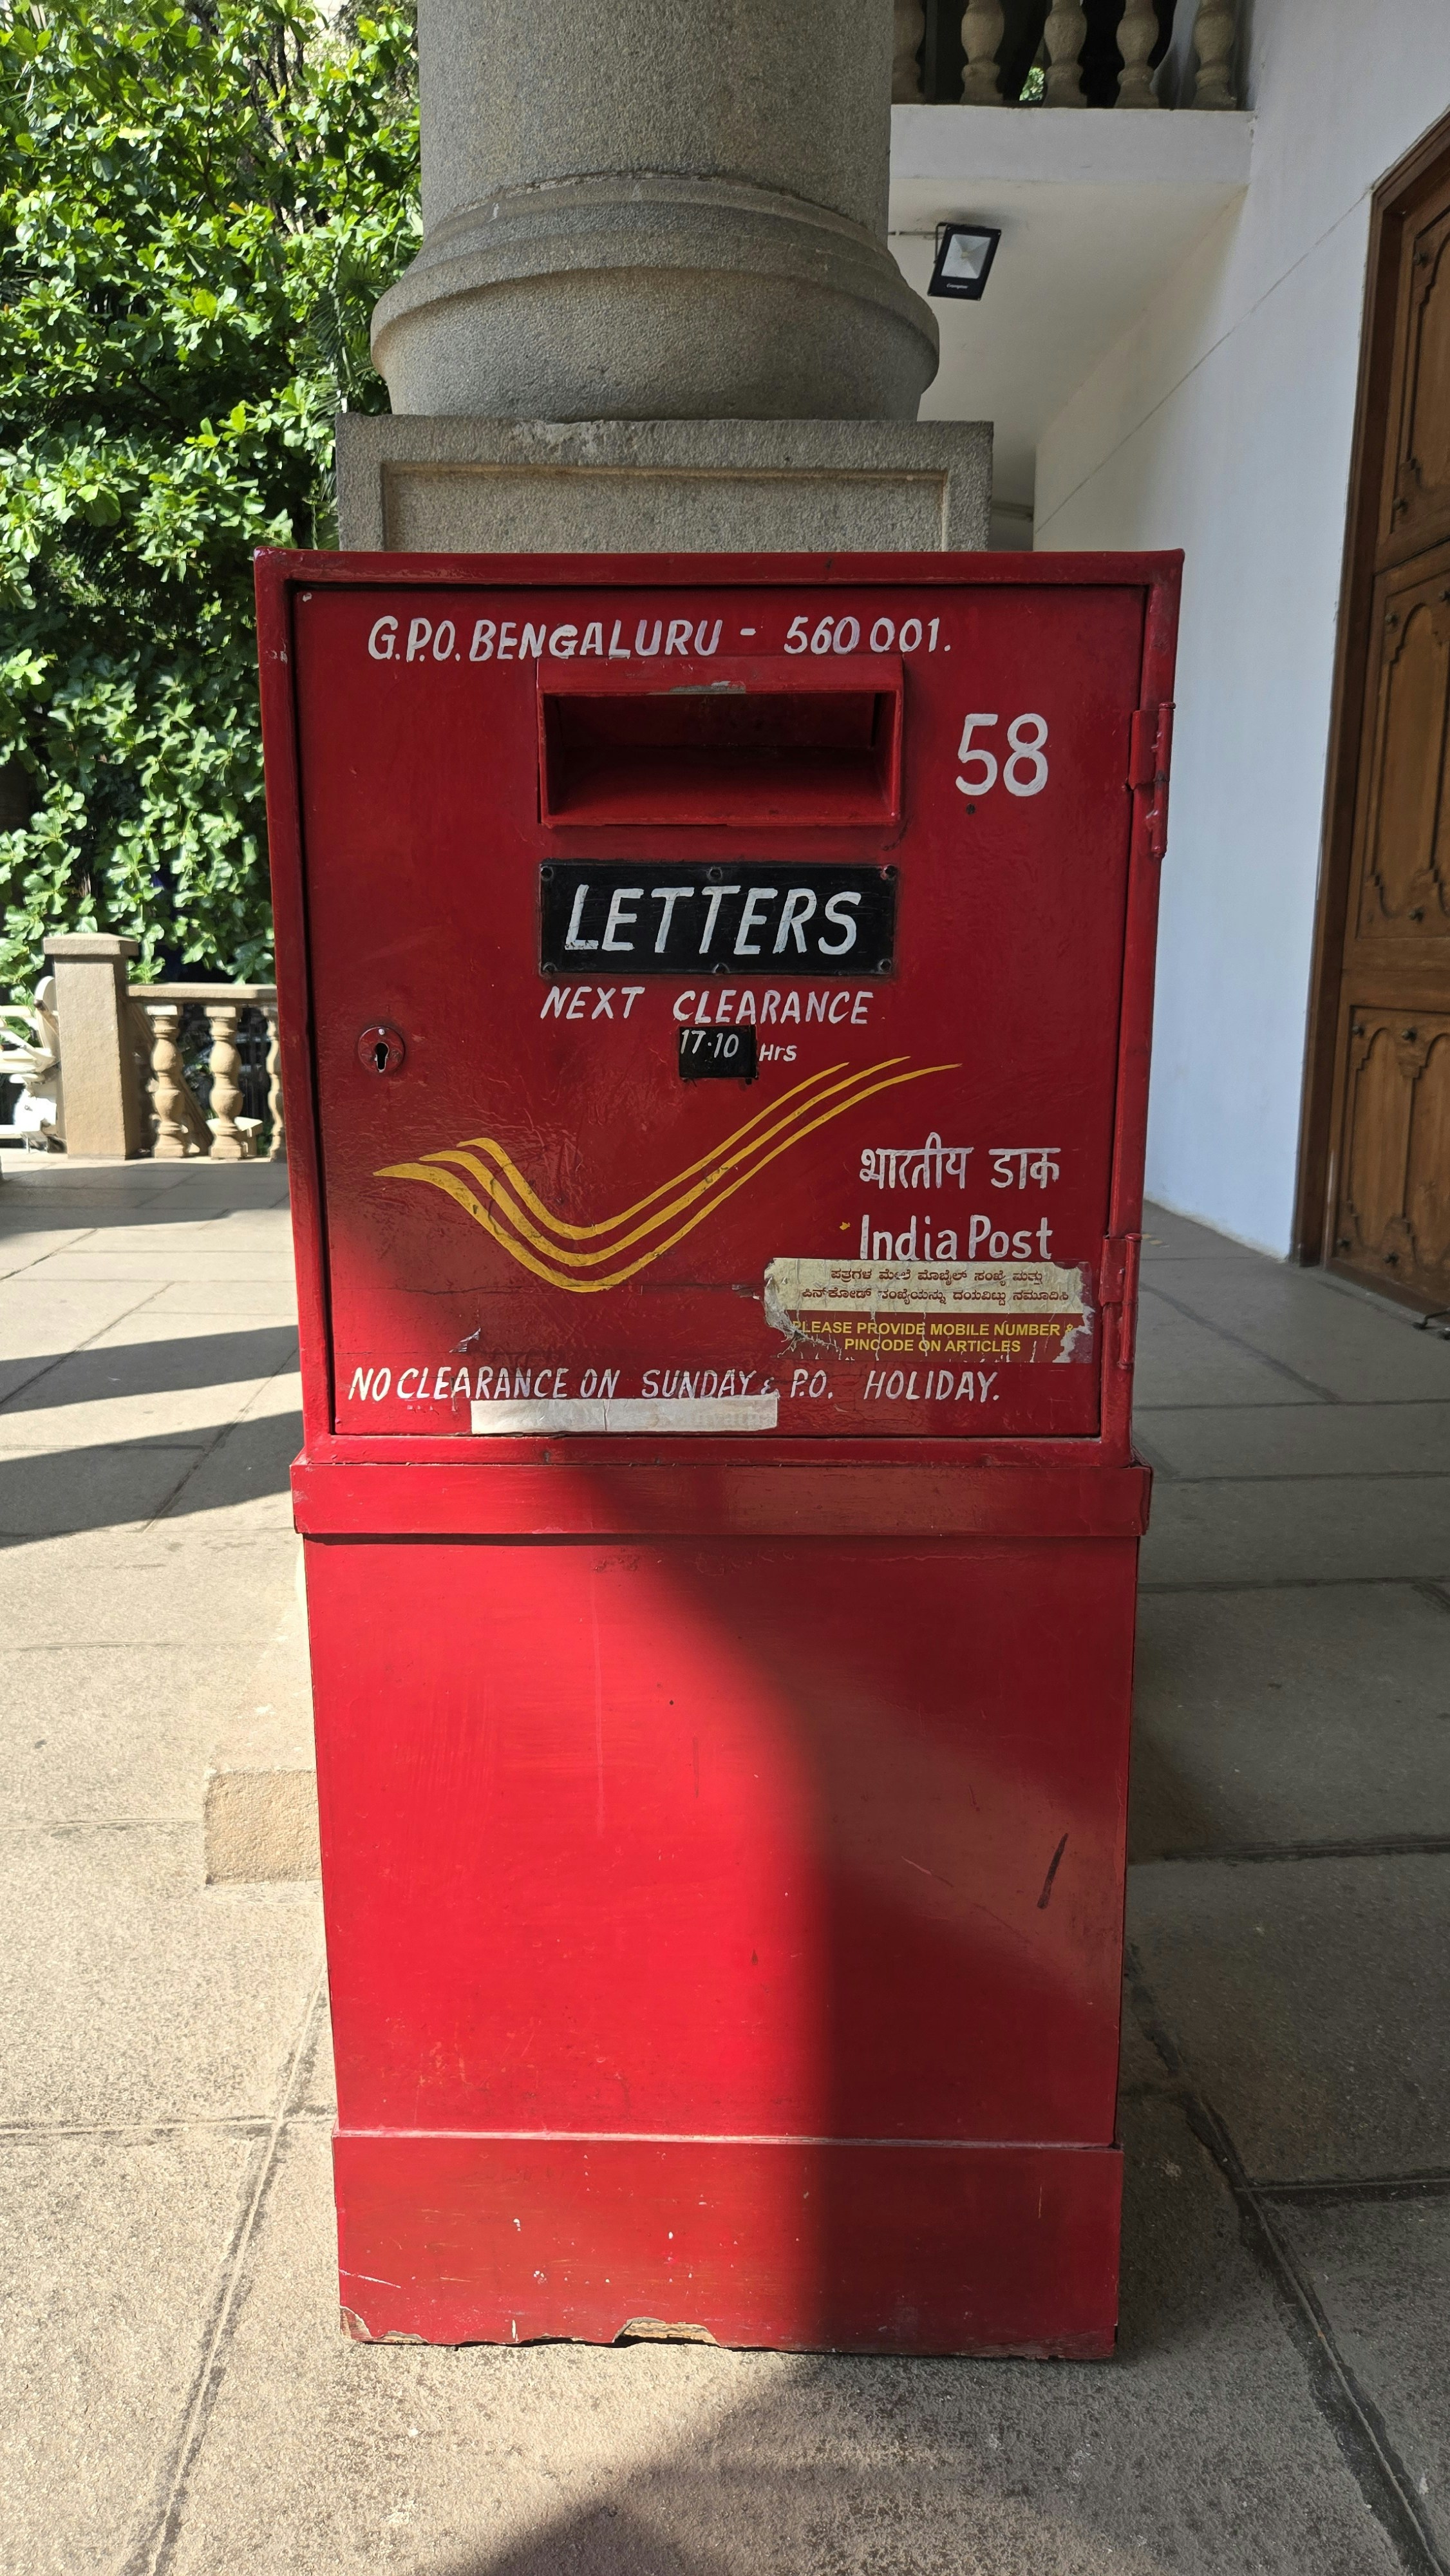 G.P.O. BENGALURU - 560 001.
58
LETTERS
NEXT CLEARANCE
17·10 Hrs
भारतीय डाक
India Post
ಪತ್ರಗಳ ಮೇಲೆ ಮೊಬೈಲ್ ಸಂಖ್ಯೆ ಮತ್ತು
ಪಿನ್‌ಕೋಡ್ ಸಂಖ್ಯೆಯನ್ನು ದಯವಿಟ್ಟು ನಮೂದಿಸಿ
PLEASE PROVIDE MOBILE NUMBER &
PINCODE ON ARTICLES
NO CLEARANCE ON SUNDAY & P.O. HOLIDAY.